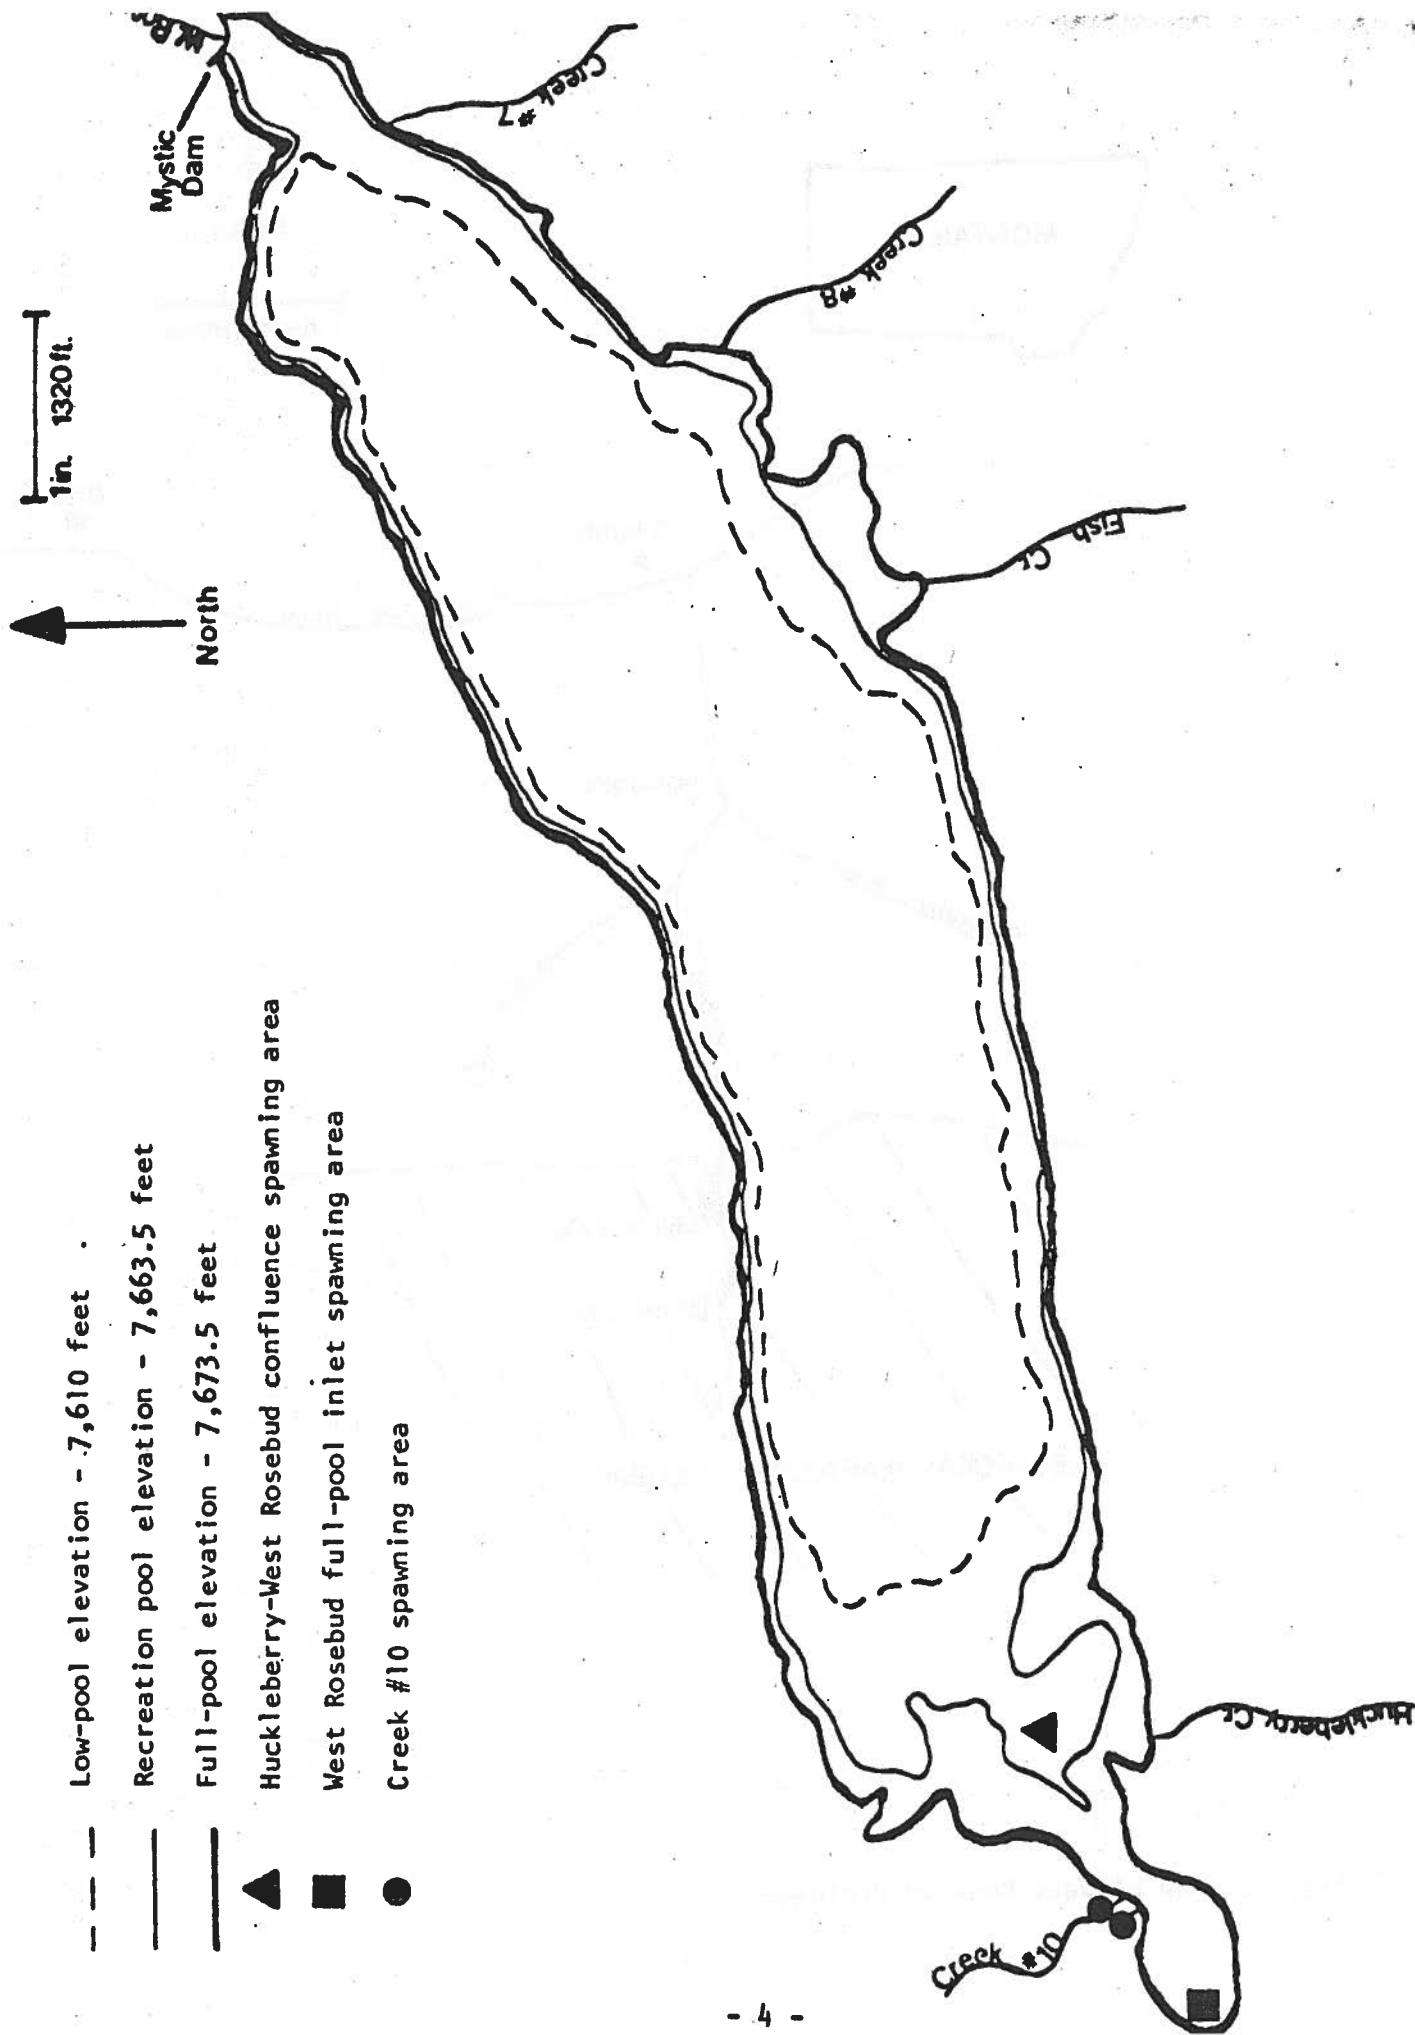 Low-pool elevation - 7,610 feet
Recreation pool elevation - 7,663.5 feet
Full-pool elevation - 7,673.5 feet
Huckleberry-West Rosebud confluence spawning area
West Rosebud full-pool inlet spawning area
Creek #10 spawning area
1in. 1320ft.
North
Mystic
Dam
Creek #7
Creek #8
Fish Cr.
Huckleberry Cr.
Creek #10
- 4 -